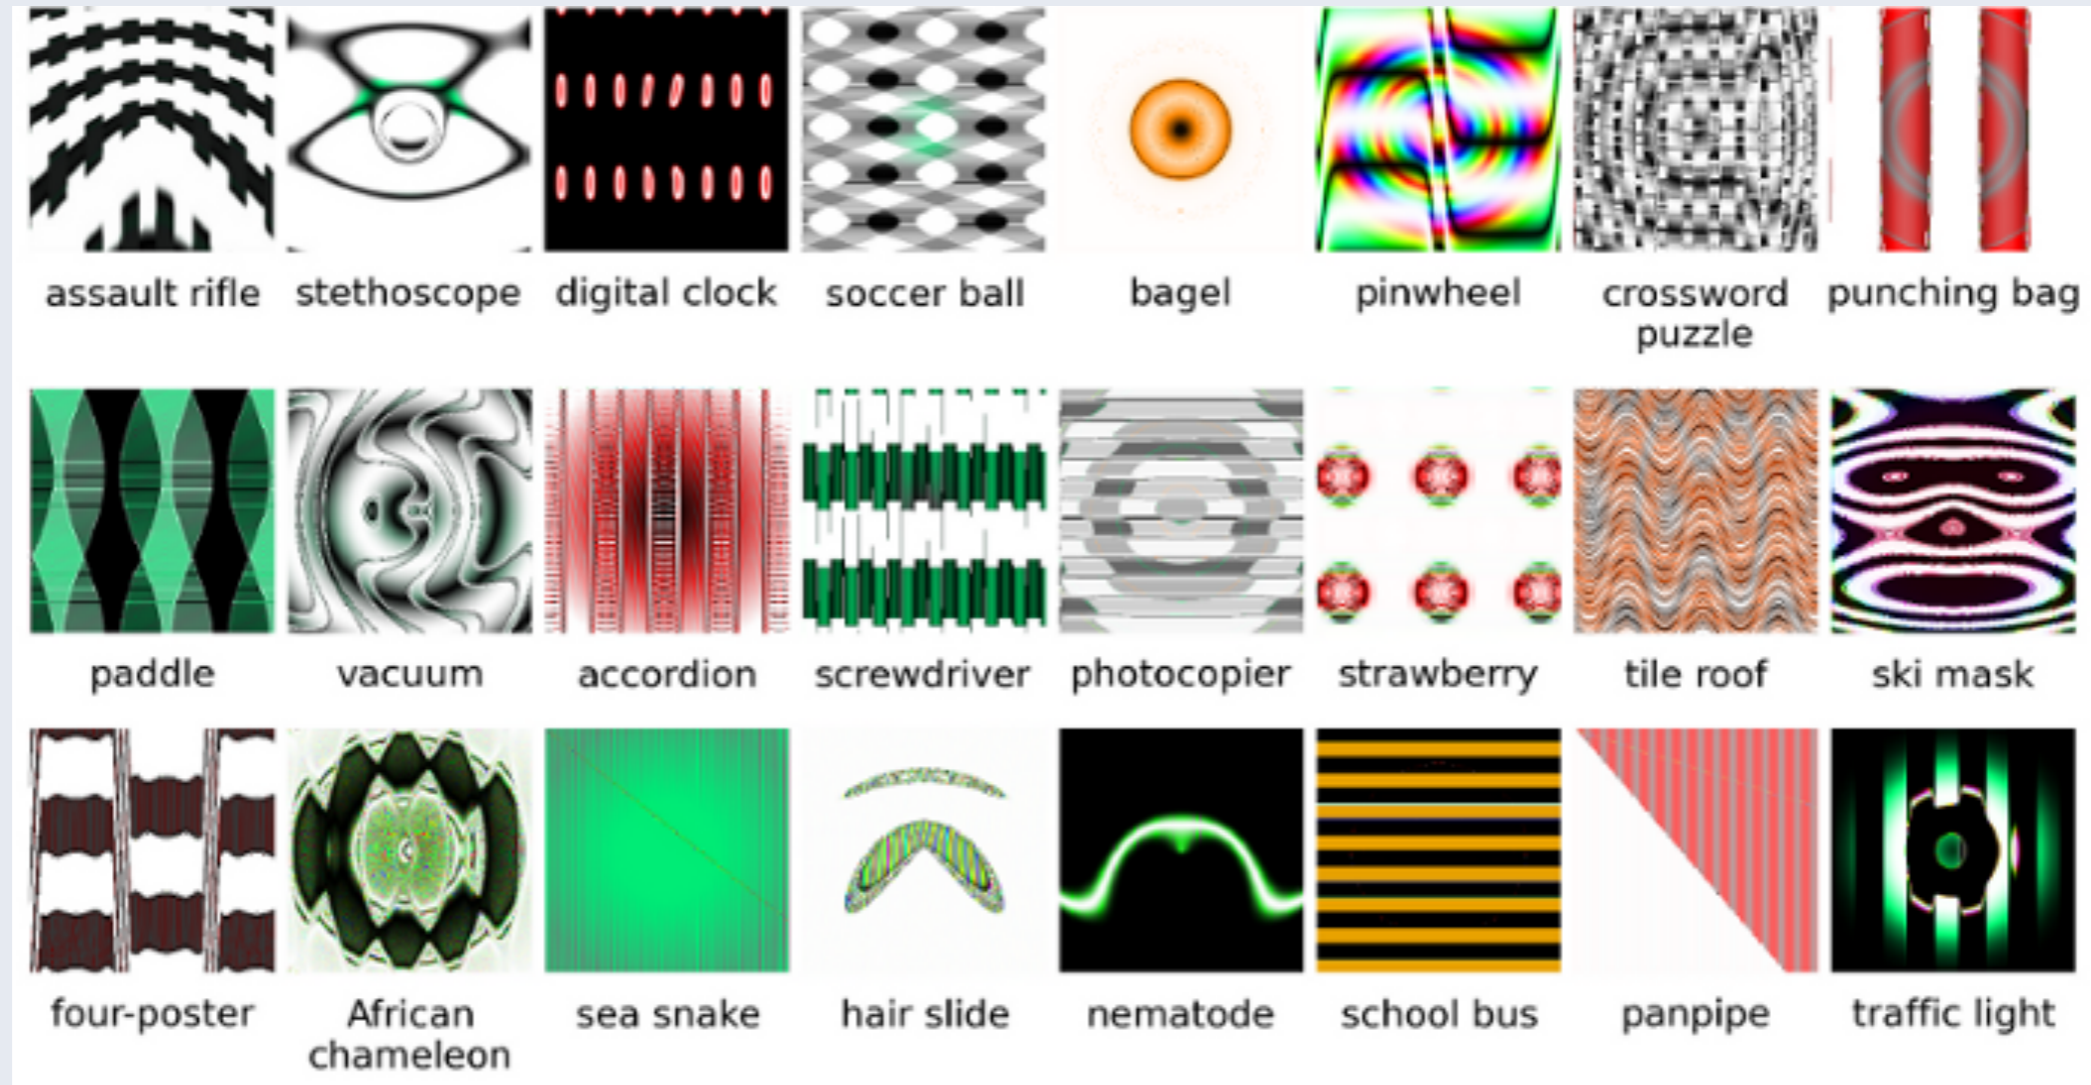 assault rifle stethoscope digital clock soccer ball bagel pinwheel crossword punching bag
puzzle
paddle vacuum accordion screwdriver photocopier strawberry tile roof ski mask
four-poster African sea snake hair slide nematode school bus panpipe traffic light
chameleon